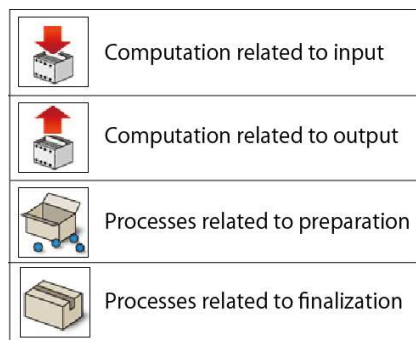 Computation related to input
Computation related to output
Processes related to preparation
Processes related to finalization